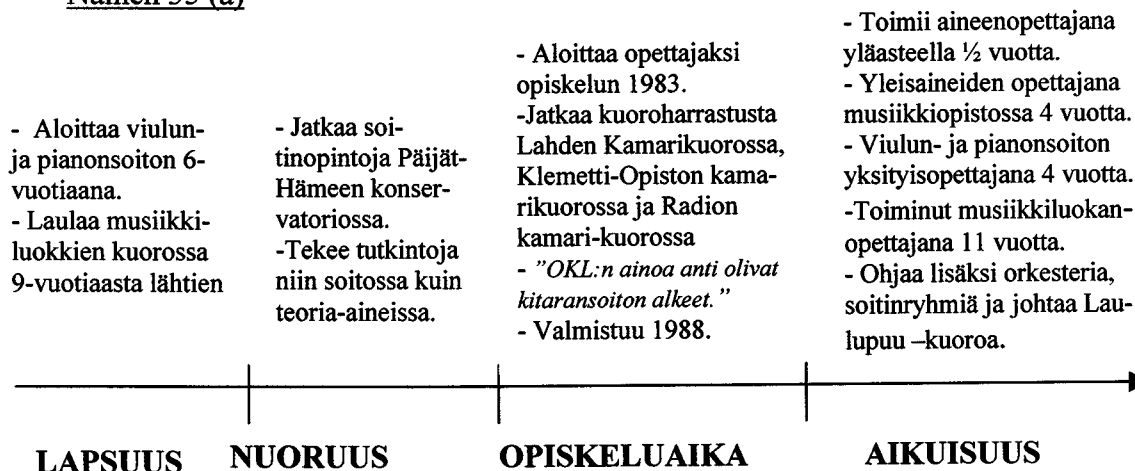 Nainen 35 (a)
- Aloittaa viulun-
ja pianonsoiton 6-
vuotiaana.
- Laulaa musiikki-
luokkien kuorossa
9-vuotiaasta lähtien
- Jatkaa soi-
tinopintoja Päijät-
Hämeen konser-
vatoriossa.
-Tekee tutkintoja
niin soitossa kuin
teoria-aineissa.
- Aloittaa opettajaksi
opiskelun 1983.
-Jatkaa kuoroharrastusta
Lahden Kamarikuorossa,
Klemetti-Opiston kama-
rikuorossa ja Radion
kamari-kuorossa
- ”OKL:n ainoa anti olivat
kitaransoiton alkeet.”
- Valmistuu 1988.
- Toimii aineenopettajana
yläasteella ½ vuotta.
- Yleisaineiden opettajana
musiikkiopistossa 4 vuotta.
- Viulun- ja pianonsoiton
yksityisopettajana 4 vuotta.
-Toiminut musiikkiluokan-
opettajana 11 vuotta.
- Ohjaa lisäksi orkesteria,
soitinryhmiä ja johtaa Lau-
lupuu –kuoroa.
LAPSUUS NUORUUS OPISKELUAIKA AIKUISUUS